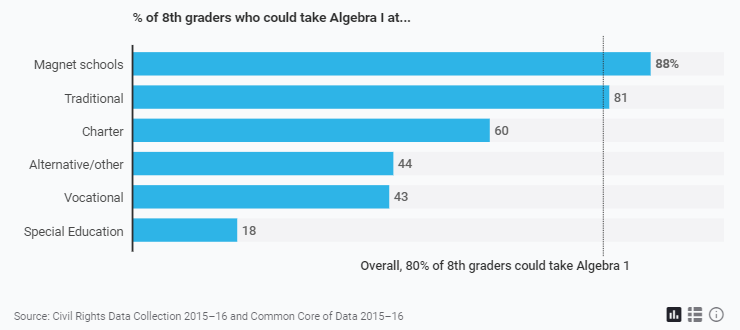 % of 8th graders who could take Algebra I at...
Magnet schools 88%
Traditional 81
Charter 60
Alternative/other 44
Vocational 43
Special Education 18
Overall, 80% of 8th graders could take Algebra 1
Source: Civil Rights Data Collection 2015–16 and Common Core of Data 2015–16